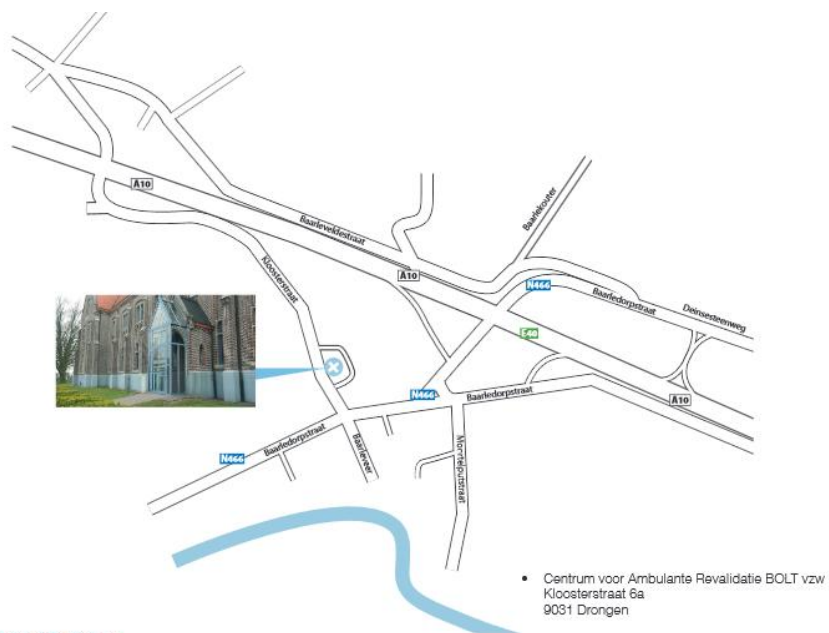 A10
Baarleveldestraat
Baarlekouter
Kloosterstraat
A10
N466
Baarledorpstraat
Deinsesteenweg
E40
N466
Baarledorpstraat
A10
Baarledorpstraat
N466
Baarleveer
Mortelputstraat
• Centrum voor Ambulante Revalidatie BOLT vzw
Kloosterstraat 6a
9031 Drongen